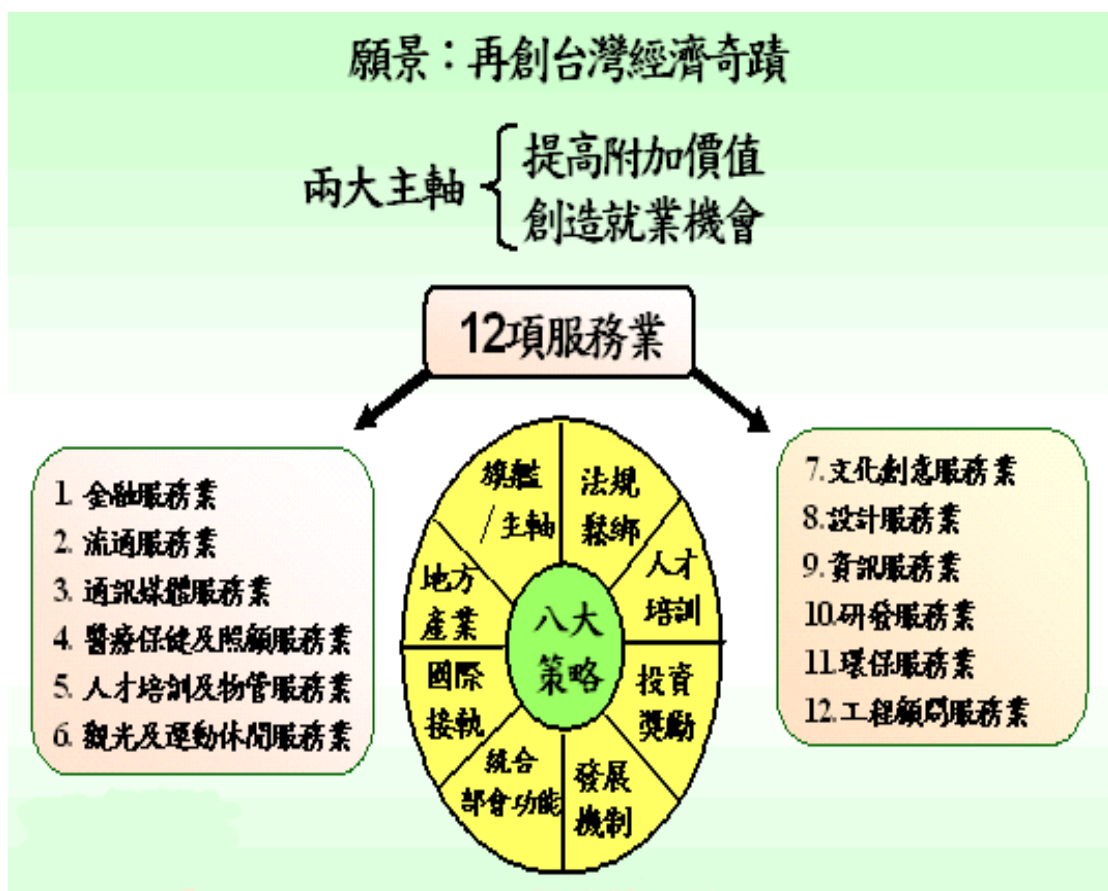 願景：再創台灣經濟奇蹟
兩大主軸
提高附加價值
創造就業機會
12項服務業
1. 金融服務業
2. 流通服務業
3. 通訊媒體服務業
4. 醫療保健及照顧服務業
5. 人才培訓及物管服務業
6. 觀光及運動休閒服務業
旗艦
/主軸
法規
鬆綁
人才
培訓
投資
獎勵
發展
機制
統合
部會功能
國際
接執
地方
產業
八大
策略
7.文化創意服務業
8.設計服務業
9.資訊服務業
10.研發服務業
11.環保服務業
12.工程顧問服務業